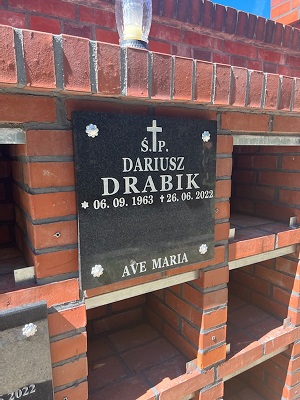 Ś.P.
DARIUSZ
DRABIK
* 06. 09. 1963 † 26. 06. 2022
AVE MARIA
2022